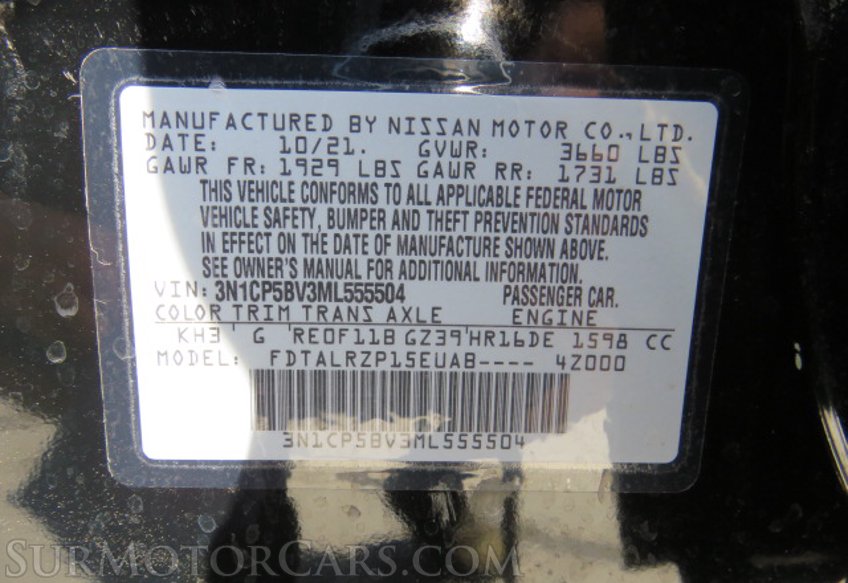 MANUFACTURED BY NISSAN MOTOR CO., LTD.
DATE: 10/21. GVWR: 3660 LBS
GAWR FR: 1929 LBS GAWR RR: 1731 LBS
THIS VEHICLE CONFORMS TO ALL APPLICABLE FEDERAL MOTOR
VEHICLE SAFETY, BUMPER AND THEFT PREVENTION STANDARDS
IN EFFECT ON THE DATE OF MANUFACTURE SHOWN ABOVE.
SEE OWNER'S MANUAL FOR ADDITIONAL INFORMATION.
VIN: 3N1CP5BV3ML555504 PASSENGER CAR.
COLOR TRIM TRANS AXLE ENGINE
KH3 G RE0F11B GZ39 HR16DE 1598 CC
MODEL: FDTALRZP15EUAB---- 4Z000
3N1CP5BV3ML555504
SURMOTORCARS.COM